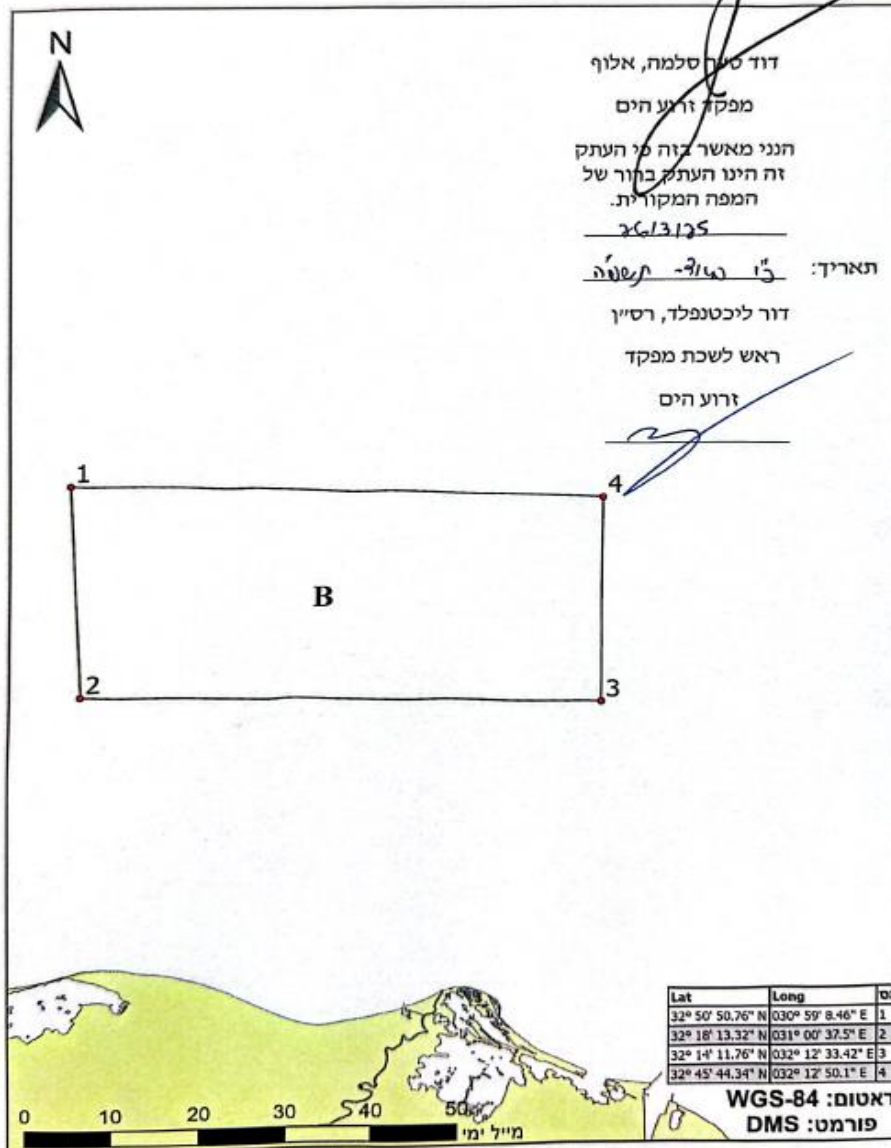 N
דוד סער סלמה, אלוף
מפקד זרוע הים
הנני מאשר בזה כי העתק
זה הינו העתק ברור של
המפה המקורית.
תאריך:
דור ליכטנפלד, רס״ן
ראש לשכת מפקד
זרוע הים
1
4
B
2
3
Lat Long
32° 50' 50.76" N 030° 59' 8.46" E 1
32° 18' 13.32" N 031° 00' 37.5" E 2
32° 14' 11.76" N 032° 12' 33.42" E 3
32° 45' 44.34" N 032° 12' 50.1" E 4
דאטום: WGS-84
פורמט: DMS
0 10 20 30 40 50 מייל ימי